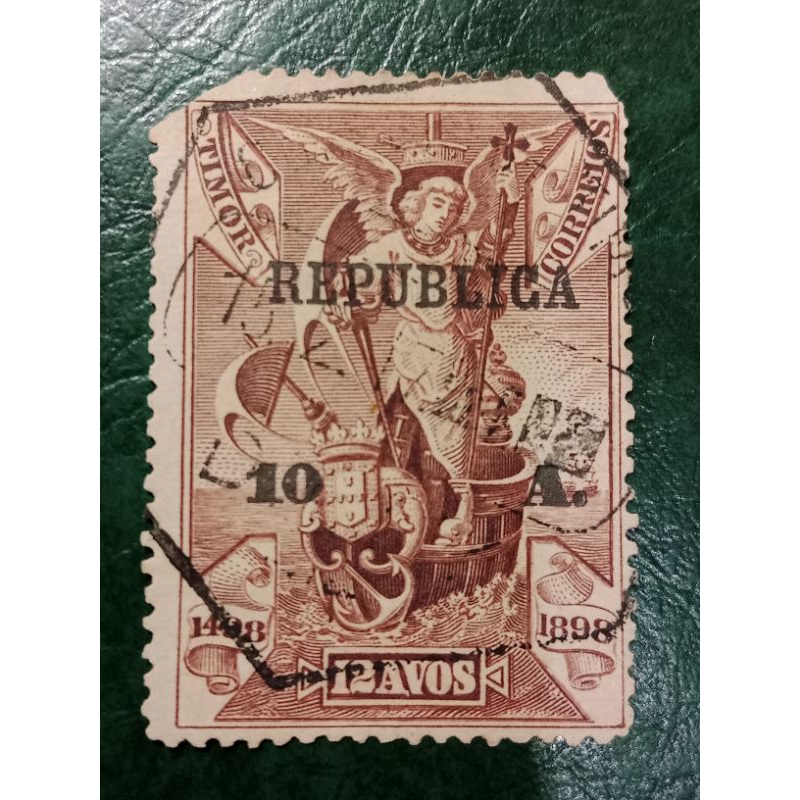 TIMOR
CORREIOS
REPUBLICA
10 A.
1498
1898
12 AVOS